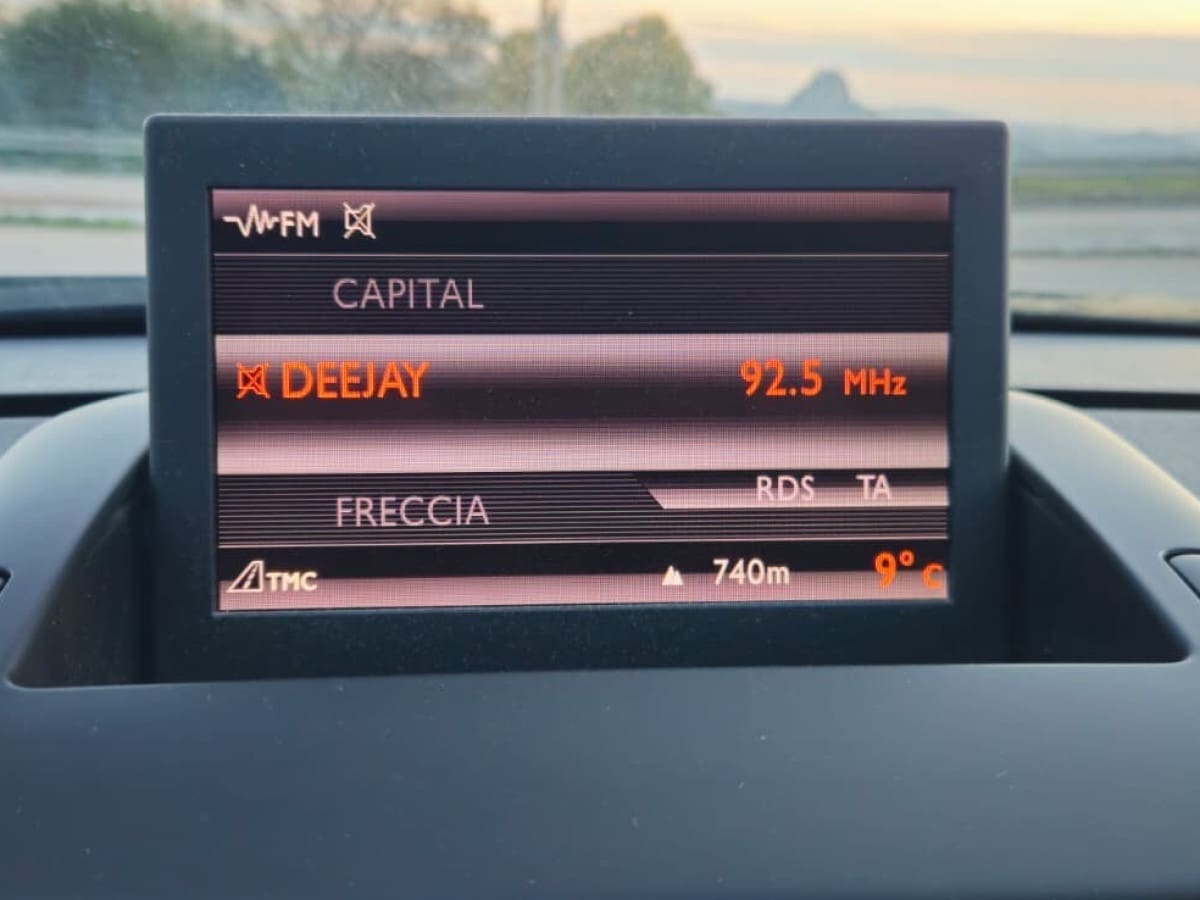 FM
CAPITAL
DEEJAY 92.5 MHz
RDS TA
FRECCIA
TMC 740m 9° c